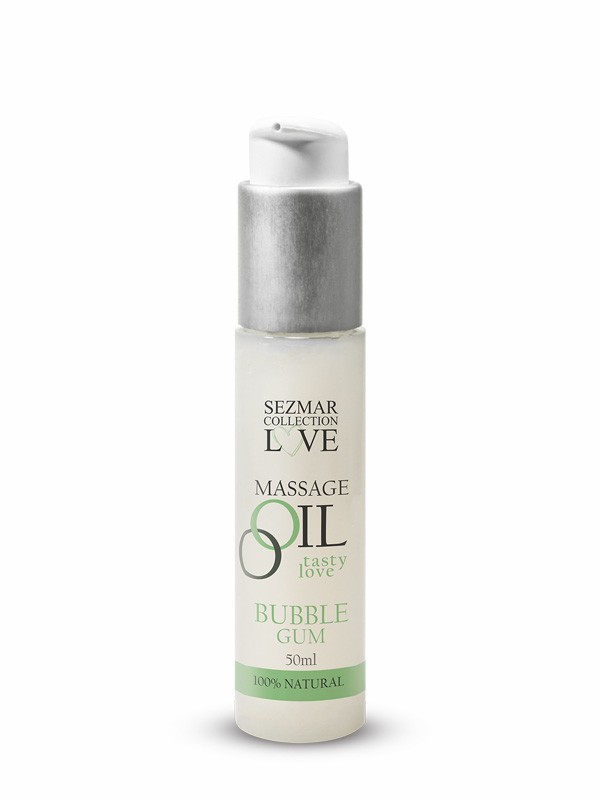 SEZMAR
COLLECTION
LOVE
MASSAGE
OIL
tasty
love
BUBBLE
GUM
50ml
100% NATURAL